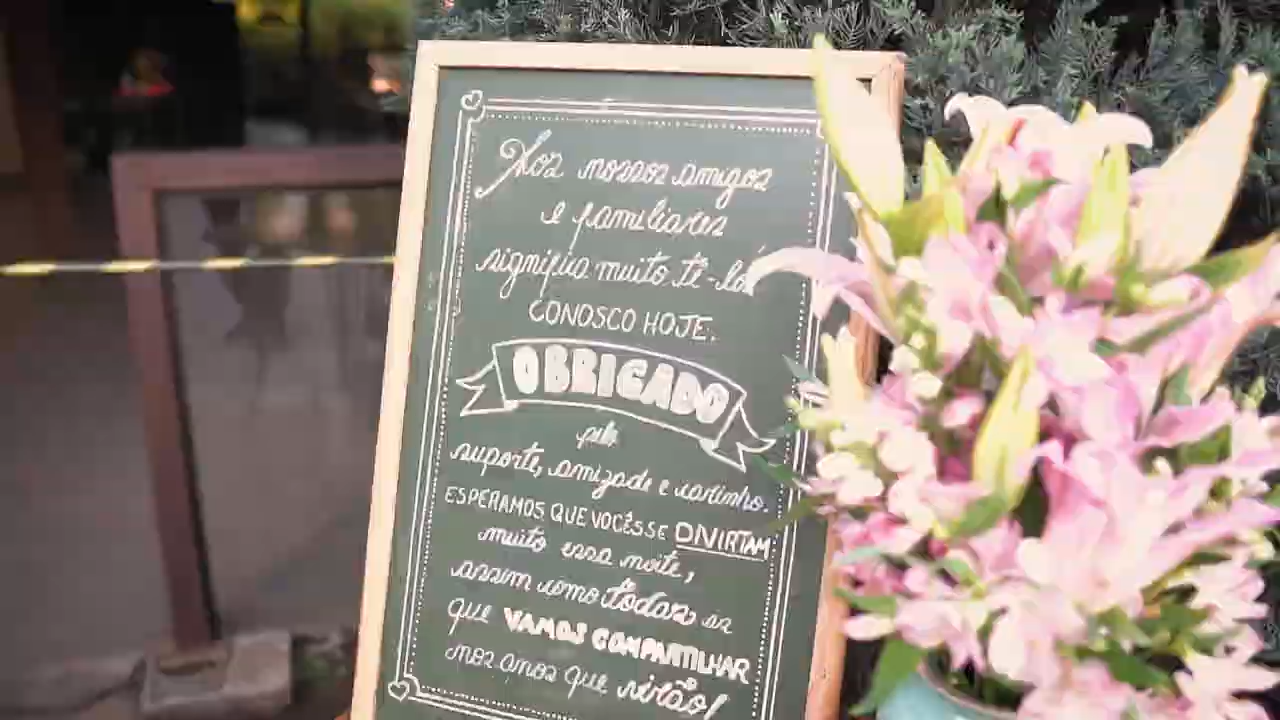 Aos nossos amigos
e familiares
significa muito tê-los
CONOSCO HOJE.
OBRIGADO
pelo
suporte, amizade e carinho.
ESPERAMOS QUE VOCÊS SE DIVIRTAM
muito essa noite,
assim como todas as
que VAMOS COMPARTILHAR
nos anos que virão!